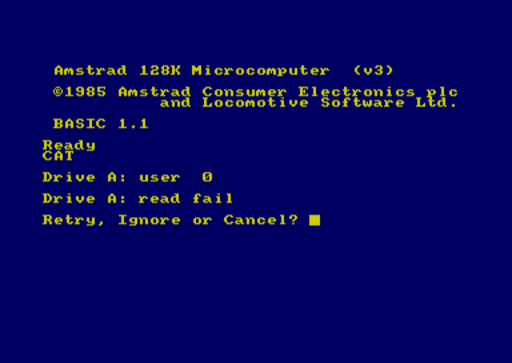 Amstrad 128K Microcomputer  (v3)
©1985 Amstrad Consumer Electronics plc
and Locomotive Software Ltd.
BASIC 1.1
Ready
CAT
Drive A: user  0
Drive A: read fail
Retry, Ignore or Cancel?